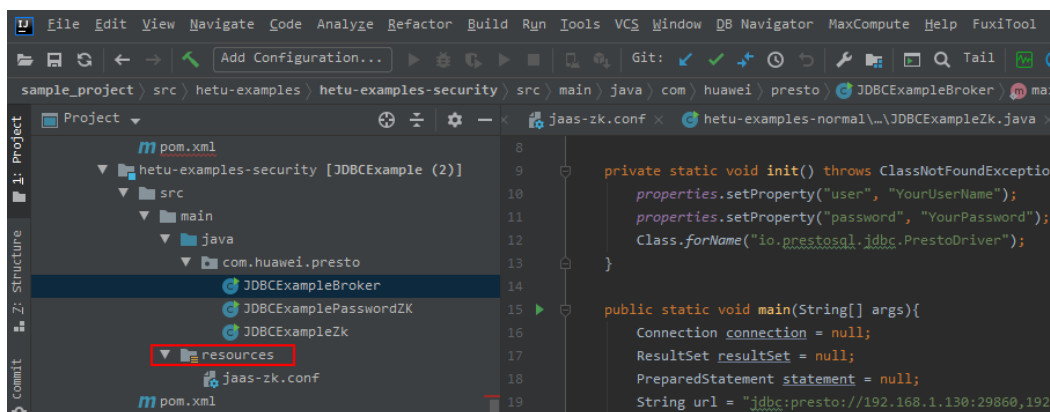 File Edit View Navigate Code Analyze Refactor Build Run Tools VCS Window DB Navigator MaxCompute Help FuxiTool
Add Configuration... Git: Tail
sample_project src hetu-examples hetu-examples-security src main java com huawei presto JDBCExampleBroker
Project jaas-zk.conf hetu-examples-normal\...\JDBCExampleZk.java
1: Project
Z: Structure
Commit
pom.xml
hetu-examples-security [JDBCExample (2)]
src
main
java
com.huawei.presto
JDBCExampleBroker
JDBCExamplePasswordZK
JDBCExampleZk
resources
jaas-zk.conf
pom.xml
8
9 private static void init() throws ClassNotFoundExceptio
10 properties.setProperty("user", "YourUserName");
11 properties.setProperty("password", "YourPassword");
12 Class.forName("io.prestosql.jdbc.PrestoDriver");
13 }
14
15 public static void main(String[] args){
16 Connection connection = null;
17 ResultSet resultSet = null;
18 PreparedStatement statement = null;
19 String url = "jdbc:presto://192.168.1.130:29860,192